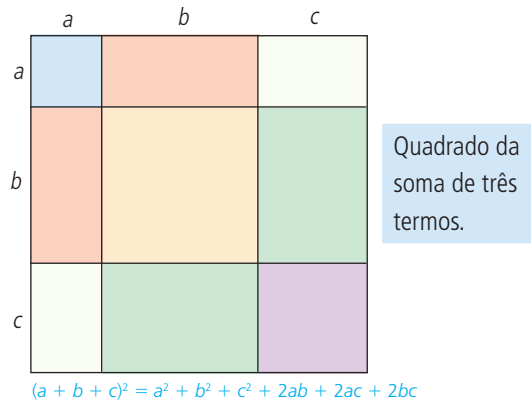 a b c
a
b
c
Quadrado da
soma de três
termos.
(a + b + c)² = a² + b² + c² + 2ab + 2ac + 2bc